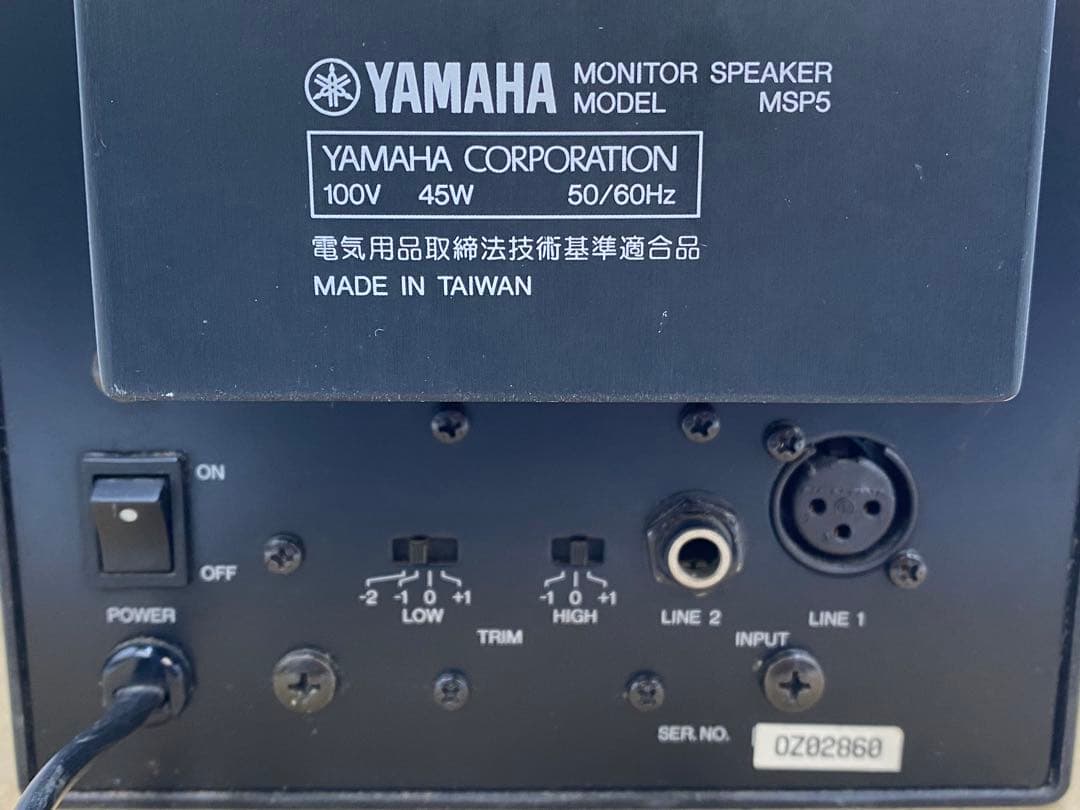 YAMAHA MONITOR SPEAKER
MODEL MSP5
YAMAHA CORPORATION
100V 45W 50/60Hz
電気用品取締法技術基準適合品
MADE IN TAIWAN
ON
OFF
POWER
-2 -1 0 +1
LOW
-1 0 +1
HIGH
TRIM
LINE 2
LINE 1
INPUT
SER. NO. OZ02860